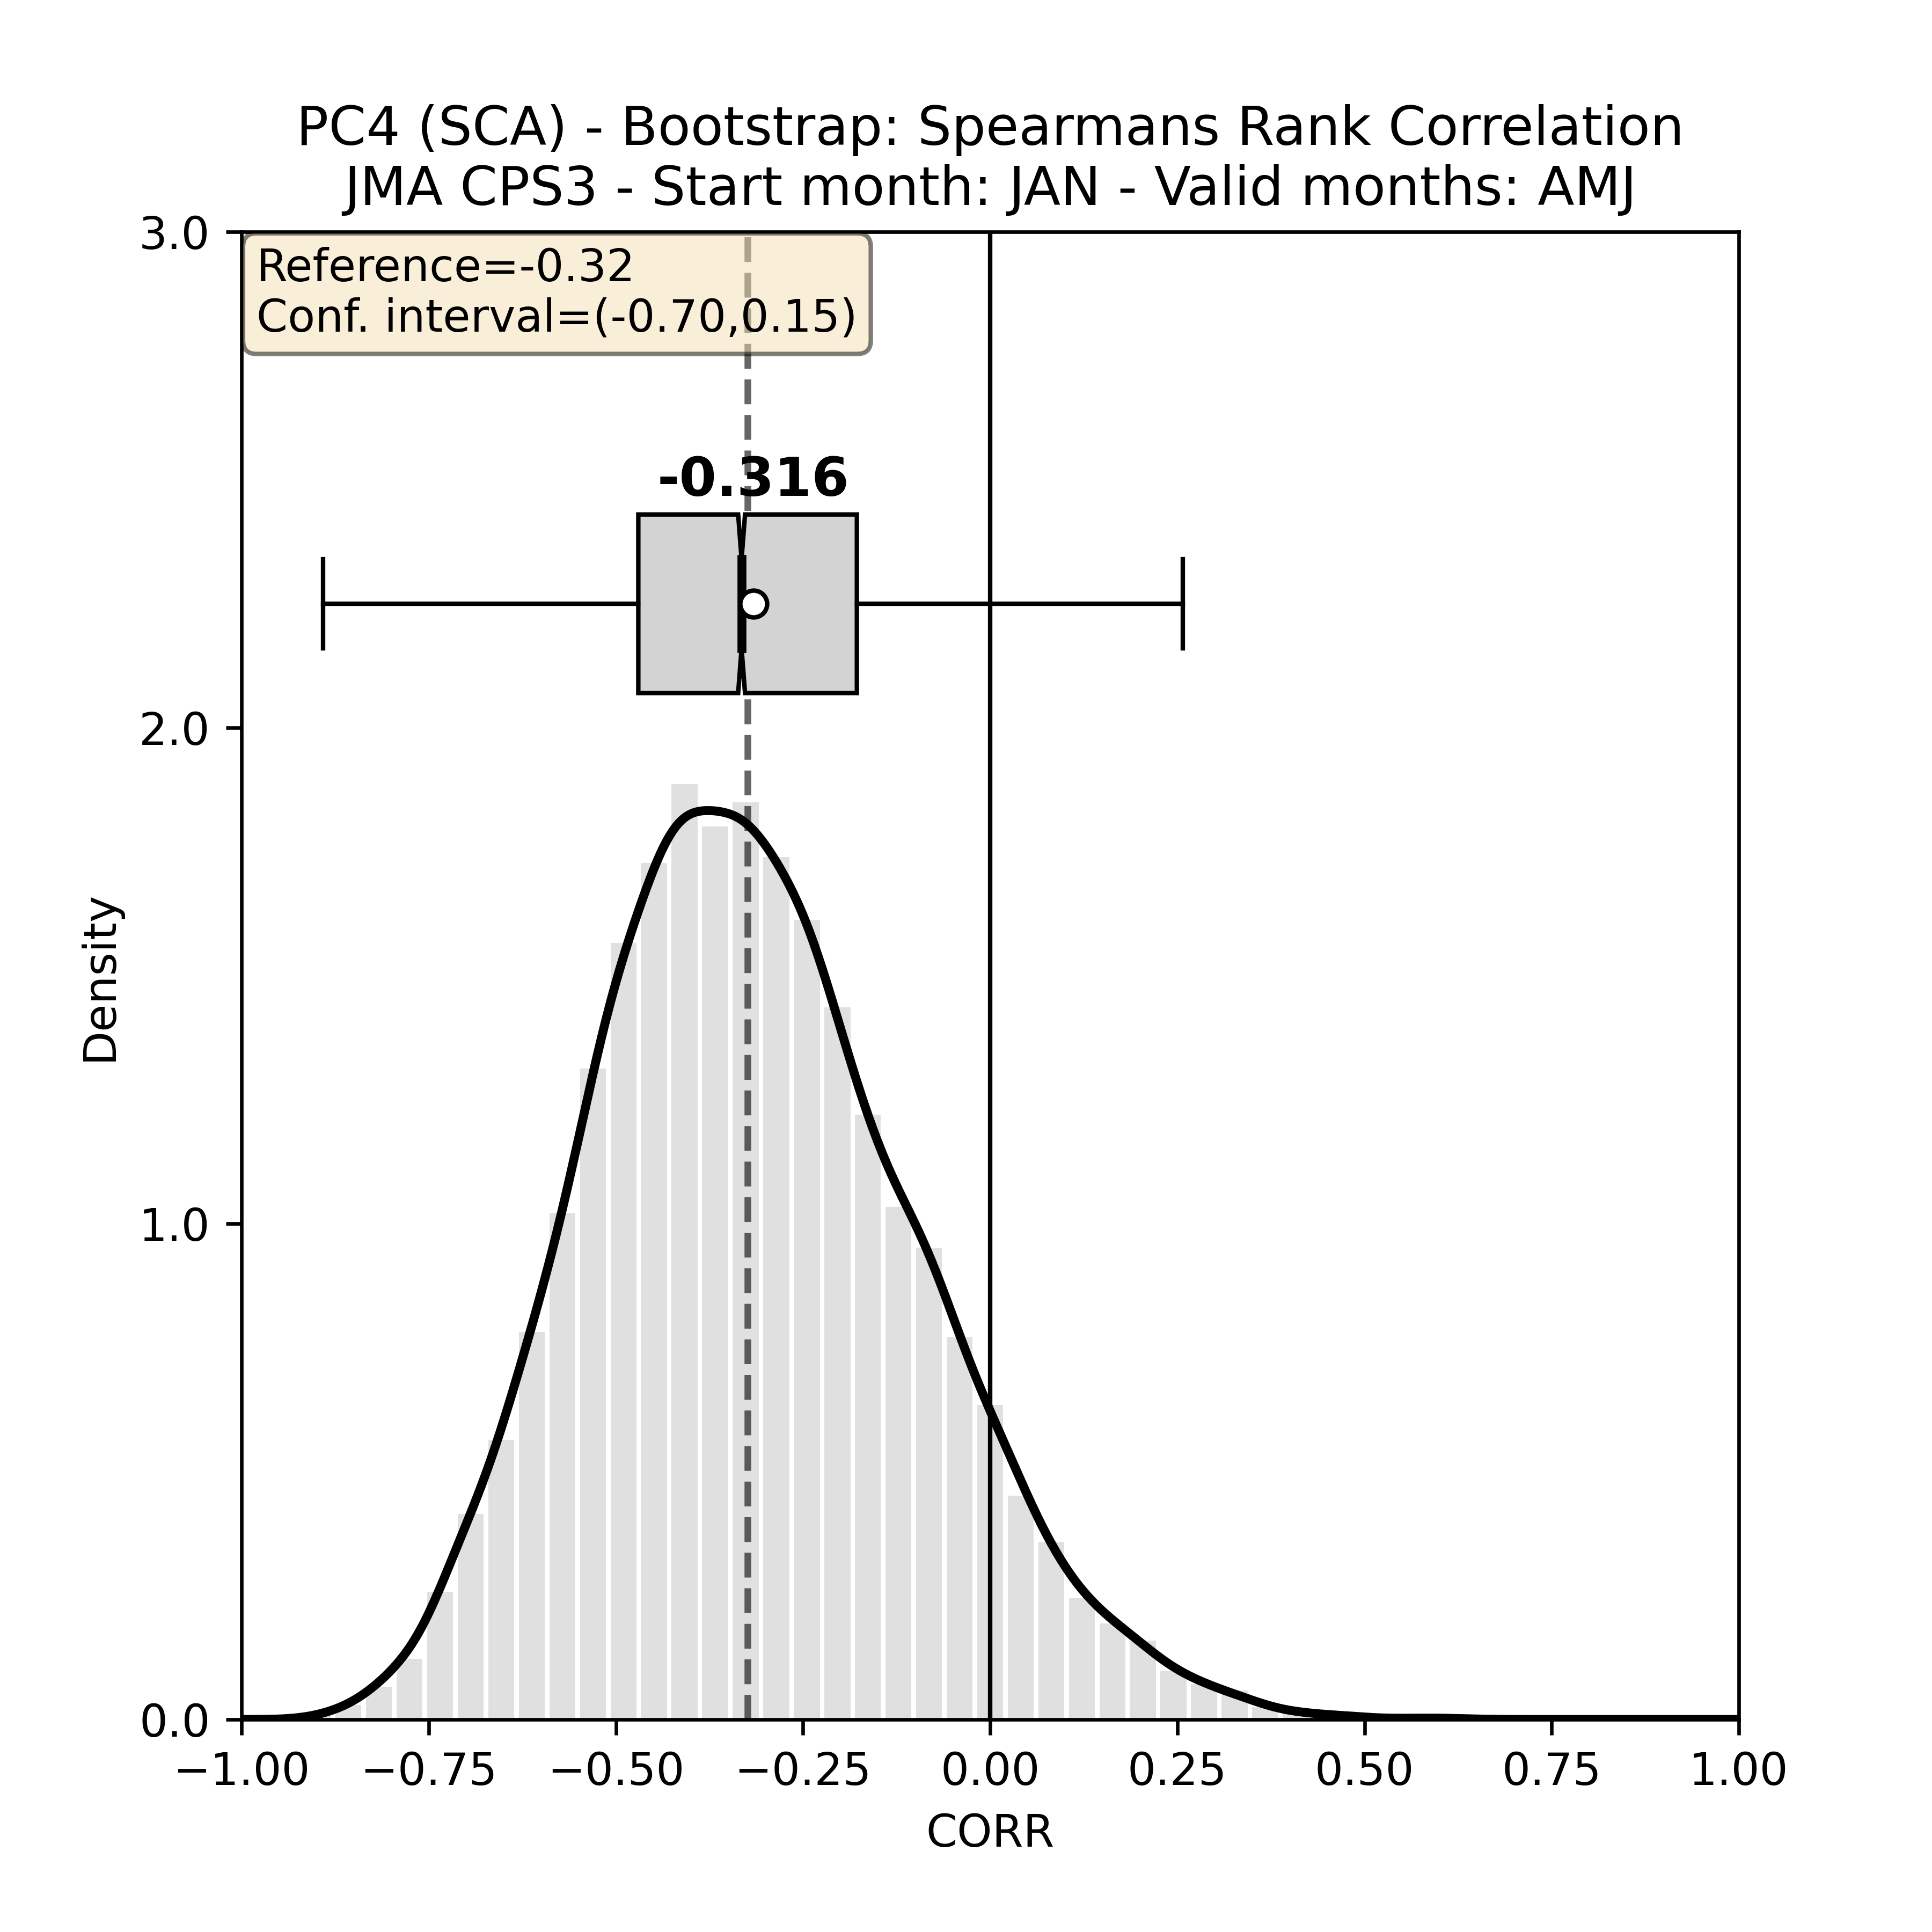 PC4 (SCA) - Bootstrap: Spearmans Rank Correlation
JMA CPS3 - Start month: JAN - Valid months: AMJ
3.0
Reference=-0.32
Conf. interval=(-0.70,0.15)
-0.316
2.0
Density
1.0
0.0
−1.00 −0.75 −0.50 −0.25 0.00 0.25 0.50 0.75 1.00
CORR